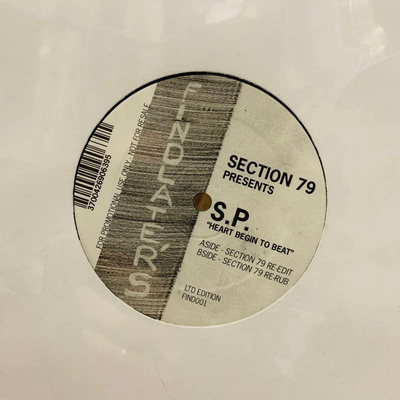 FINDLATER'S
SECTION 79
PRESENTS
S.P.
"HEART BEGIN TO BEAT"
ASIDE - SECTION 79 RE-EDIT
BSIDE - SECTION 79 RE-RUB
LTD EDITION
FIND001
FOR PROMOTIONAL USE ONLY - NOT FOR RESALE
3700426906395